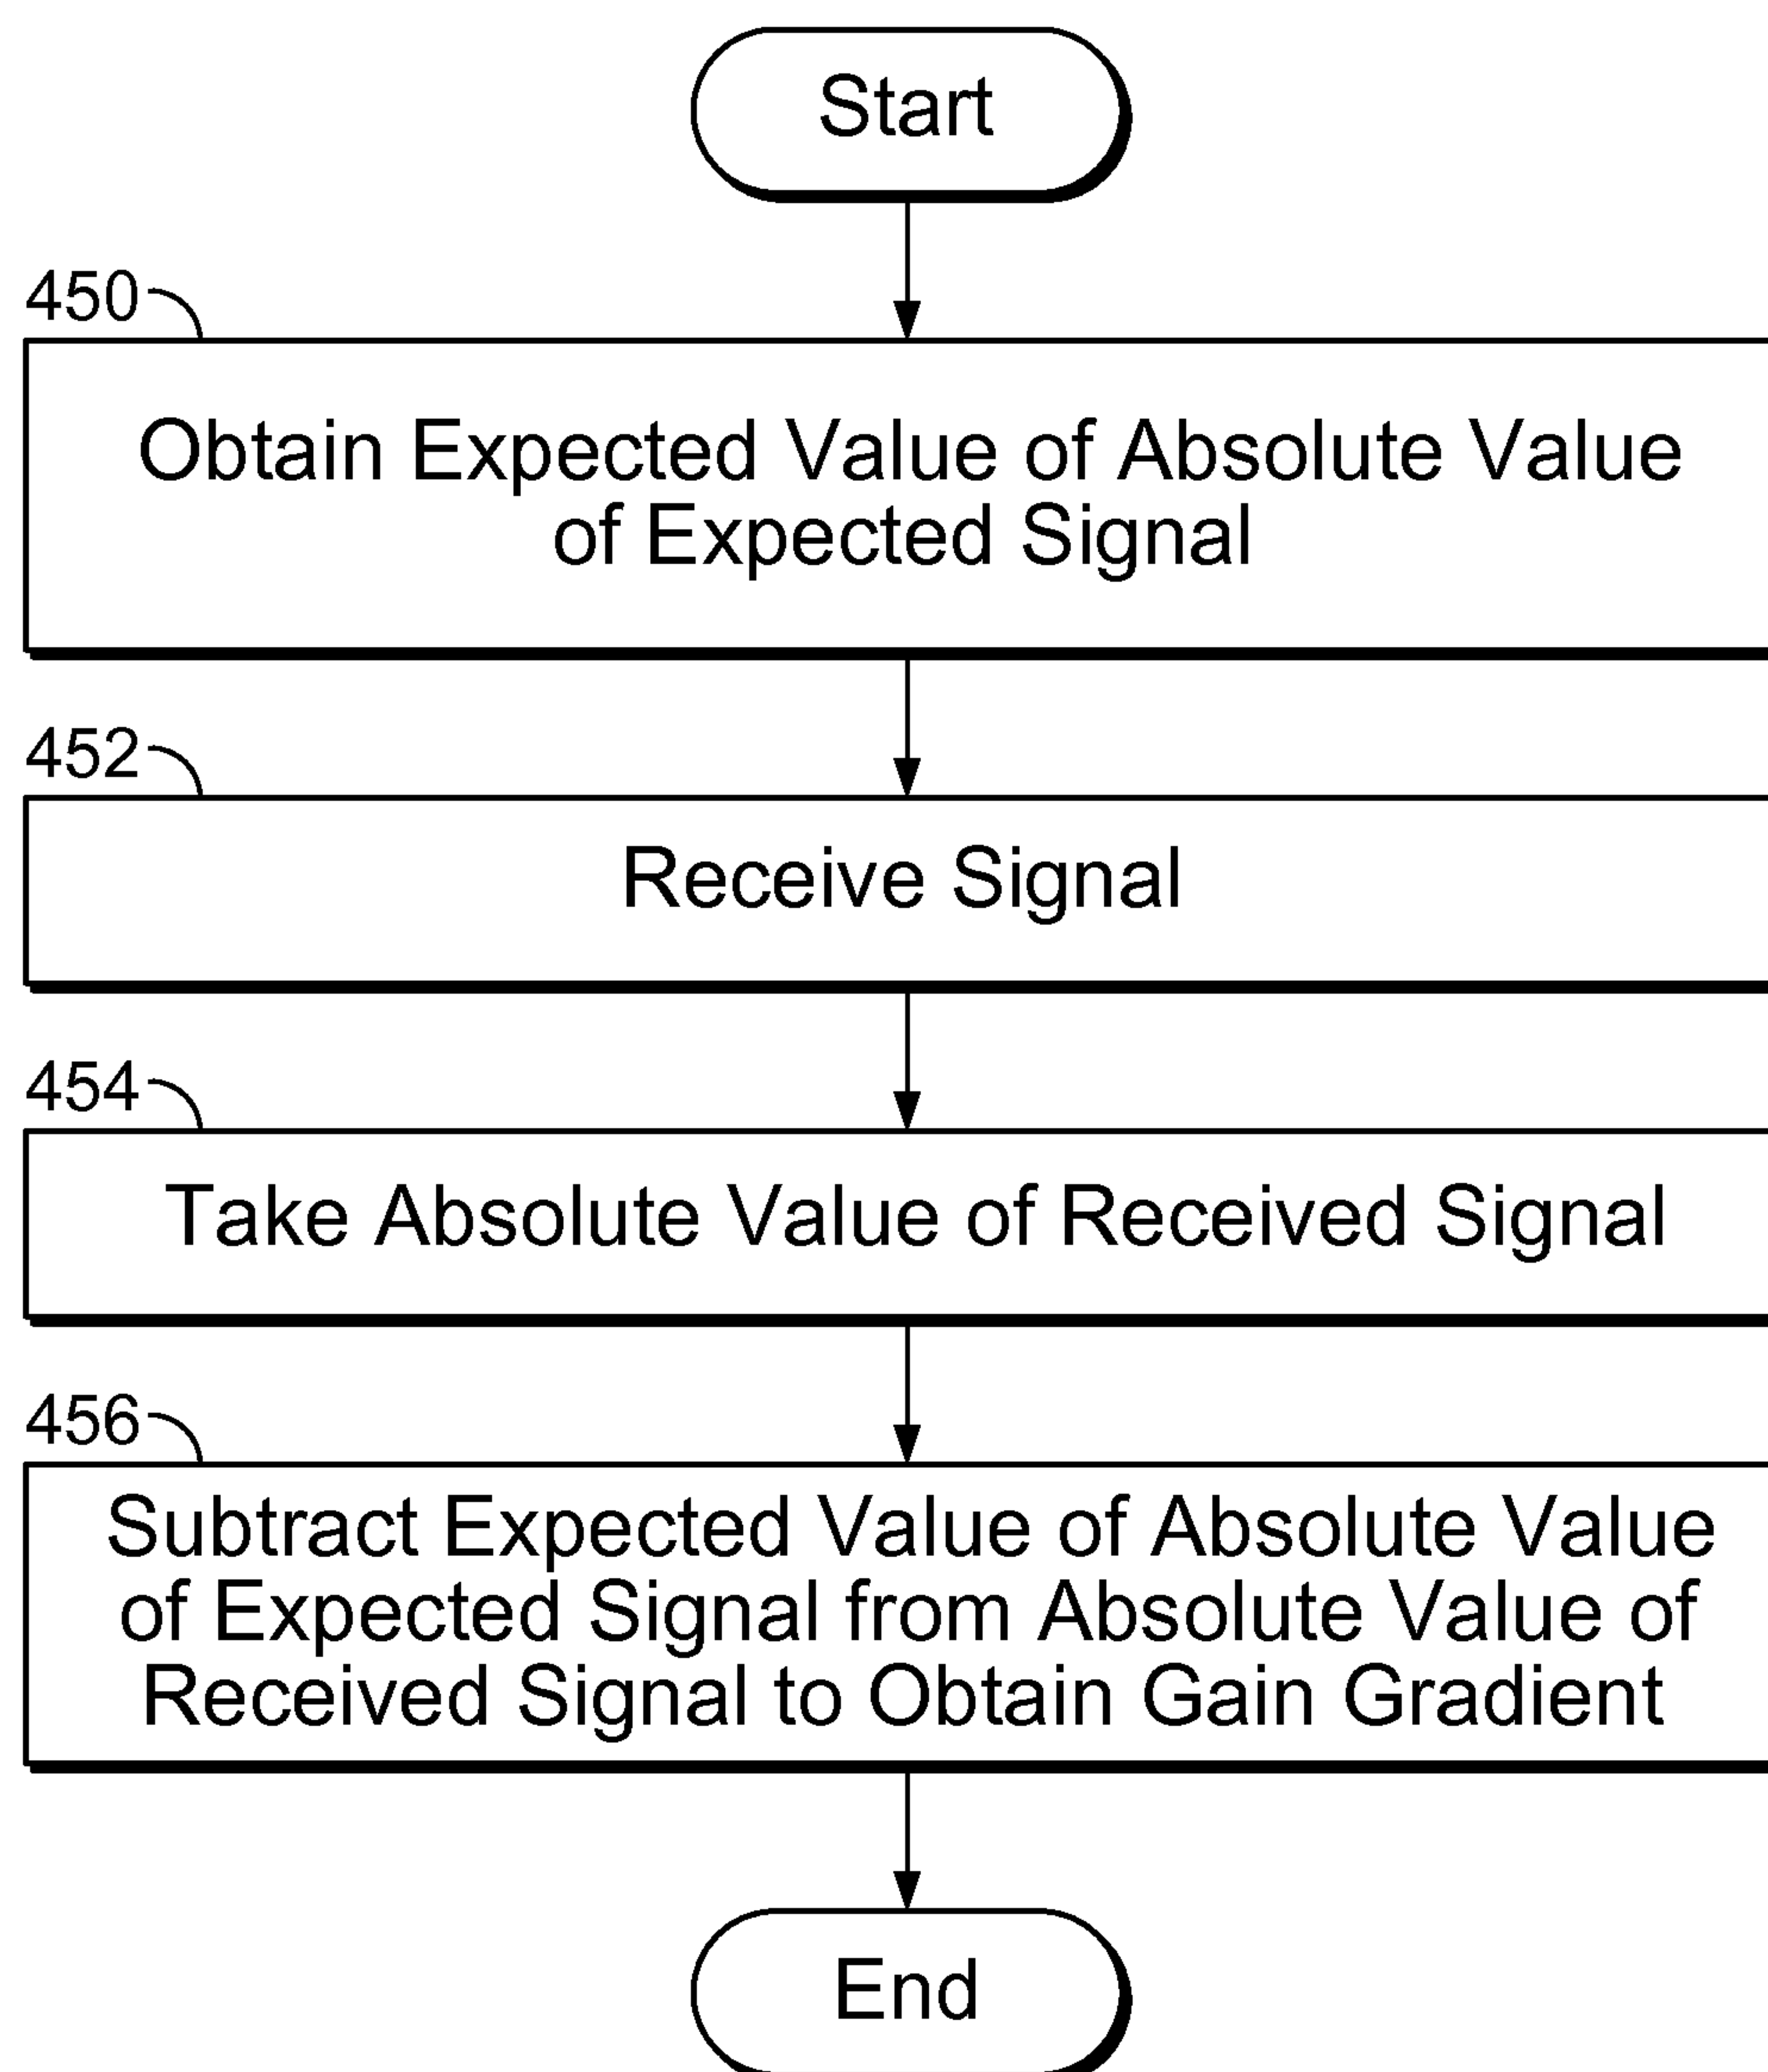 Start
450
Obtain Expected Value of Absolute Value
of Expected Signal
452
Receive Signal
454
Take Absolute Value of Received Signal
456
Subtract Expected Value of Absolute Value
of Expected Signal from Absolute Value of
Received Signal to Obtain Gain Gradient
End